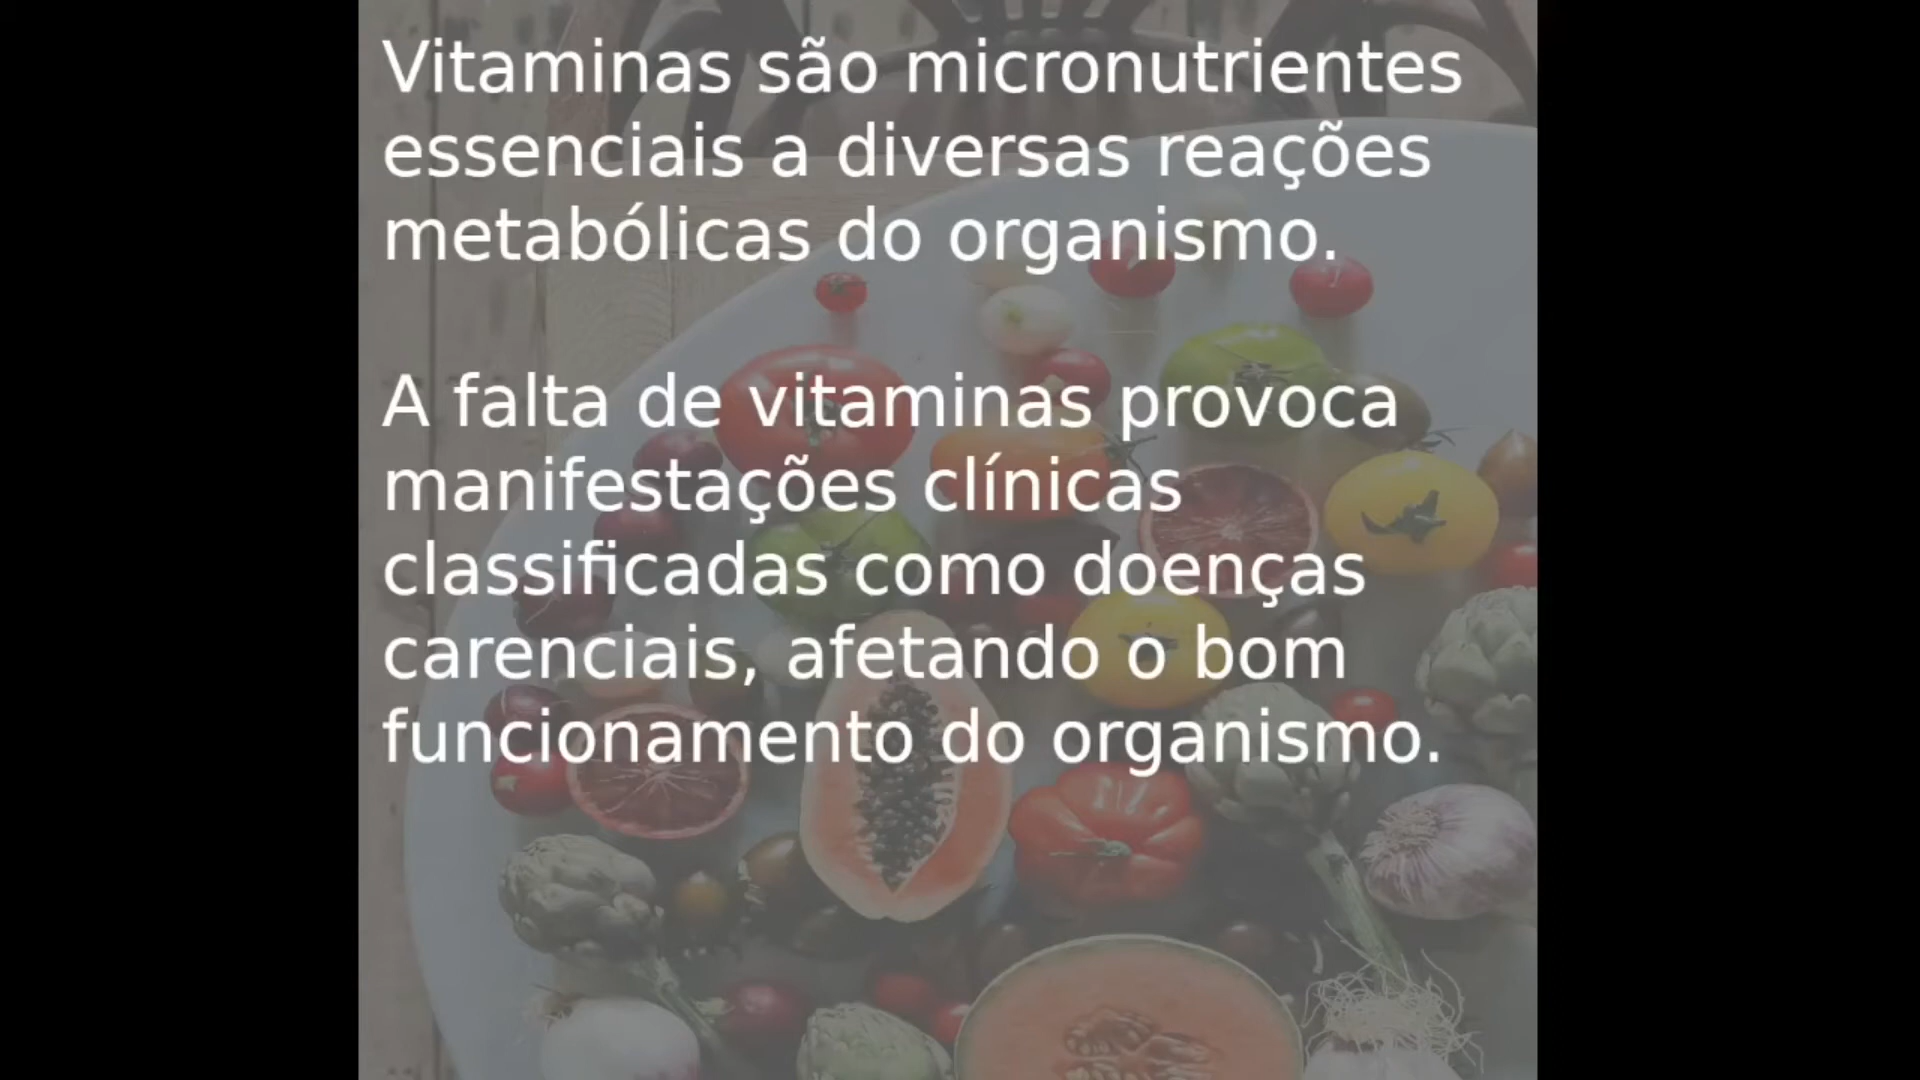 Vitaminas são micronutrientes
essenciais a diversas reações
metabólicas do organismo.
A falta de vitaminas provoca
manifestações clínicas
classificadas como doenças
carenciais, afetando o bom
funcionamento do organismo.